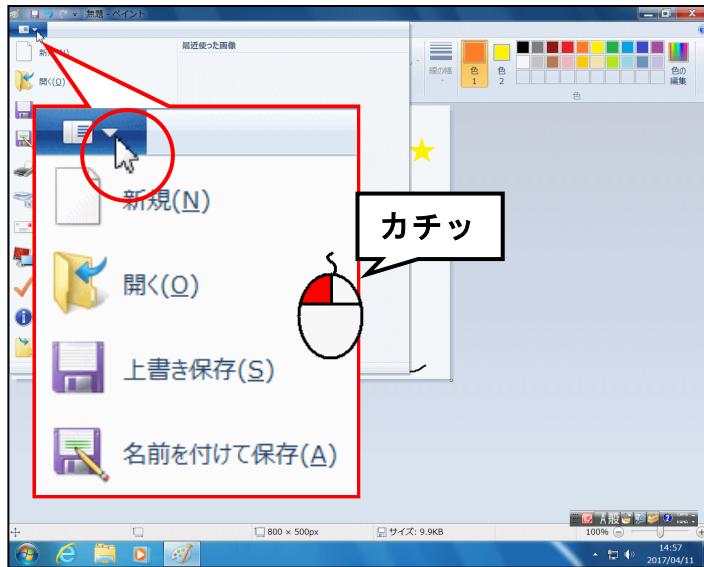 無題 - ペイント
最近使った画像
新規(N)
開く(O)
線の幅
色
1
色
2
色の
編集
色
新規(N)
開く(O)
上書き保存(S)
名前を付けて保存(A)
カチッ
A般
800 × 500px
サイズ: 9.9KB
100%
14:57
2017/04/11